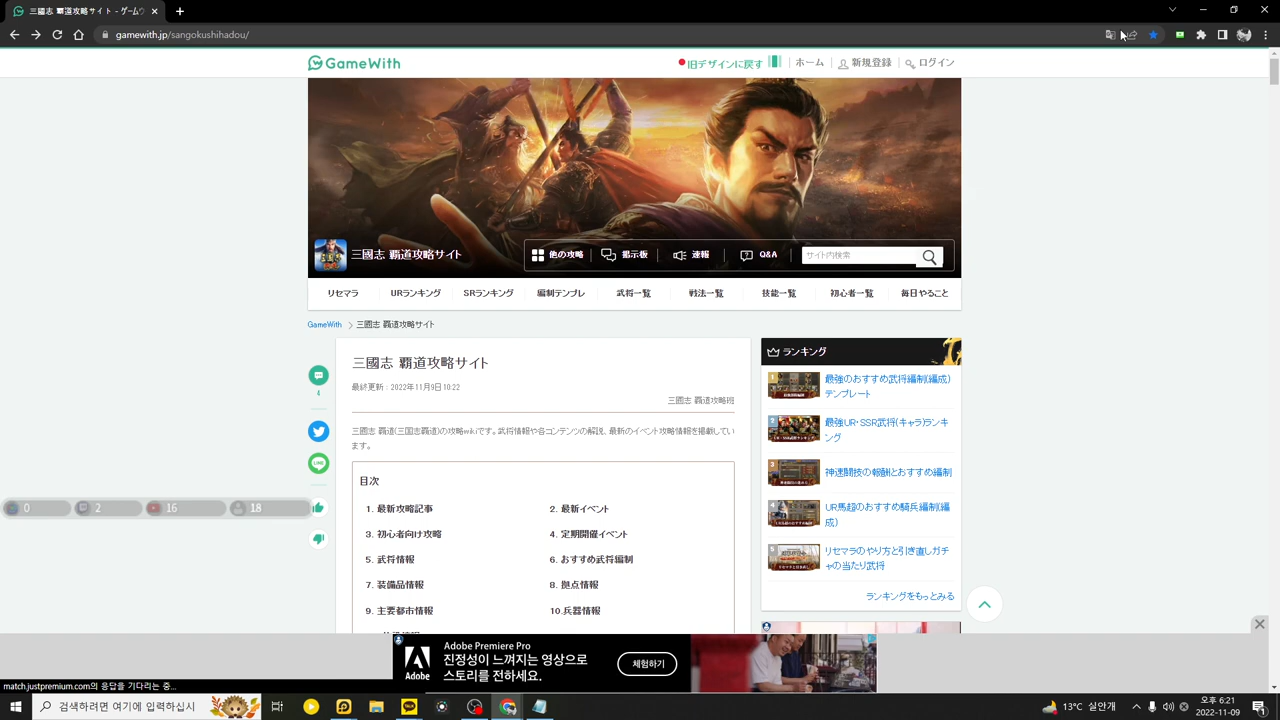 gamewith.jp/sangokushihadou/
GameWith
旧デザインに戻す
ホーム
新規登録
ログイン
三國志 覇道攻略サイト
他の攻略
掲示板
速報
Q&A
サイト内検索
リセマラ
URランキング
SRランキング
編制テンプレ
武将一覧
戦法一覧
技能一覧
初心者一覧
毎日やること
GameWith
三國志 覇道攻略サイト
4
三國志 覇道攻略サイト
最終更新 : 2022年11月9日10:22
三國志 覇道攻略班
三國志 覇道(三国志覇道)の攻略wikiです。武将情報や各コンテンツの解説、最新のイベント攻略情報を掲載してい
ます。
目次
1. 最新攻略記事
2. 最新イベント
3. 初心者向け攻略
4. 定期開催イベント
5. 武将情報
6. おすすめ武将編制
7. 装備品情報
8. 拠点情報
9. 主要都市情報
10.兵器情報
LINE
0
2
16
18
ランキング
1
最強のおすすめ武将編制(編成)
テンプレート
2
最強UR・SSR武将(キャラ)ランキ
ング
3
神速闘技の報酬とおすすめ編制
4
UR馬超のおすすめ騎兵編制(編
成)
5
リセマラのやり方と引き直しガチ
ャの当たり武将
ランキングをもっとみる
Adobe
Adobe Premiere Pro
진정성이 느껴지는 영상으로
스토리를 전하세요.
체험하기
match.justpremium.com의 응답을 기다리는 중...
검색하려면 여기에 입력하십시
13°C 실안개
오후 6:21
2022-11-09